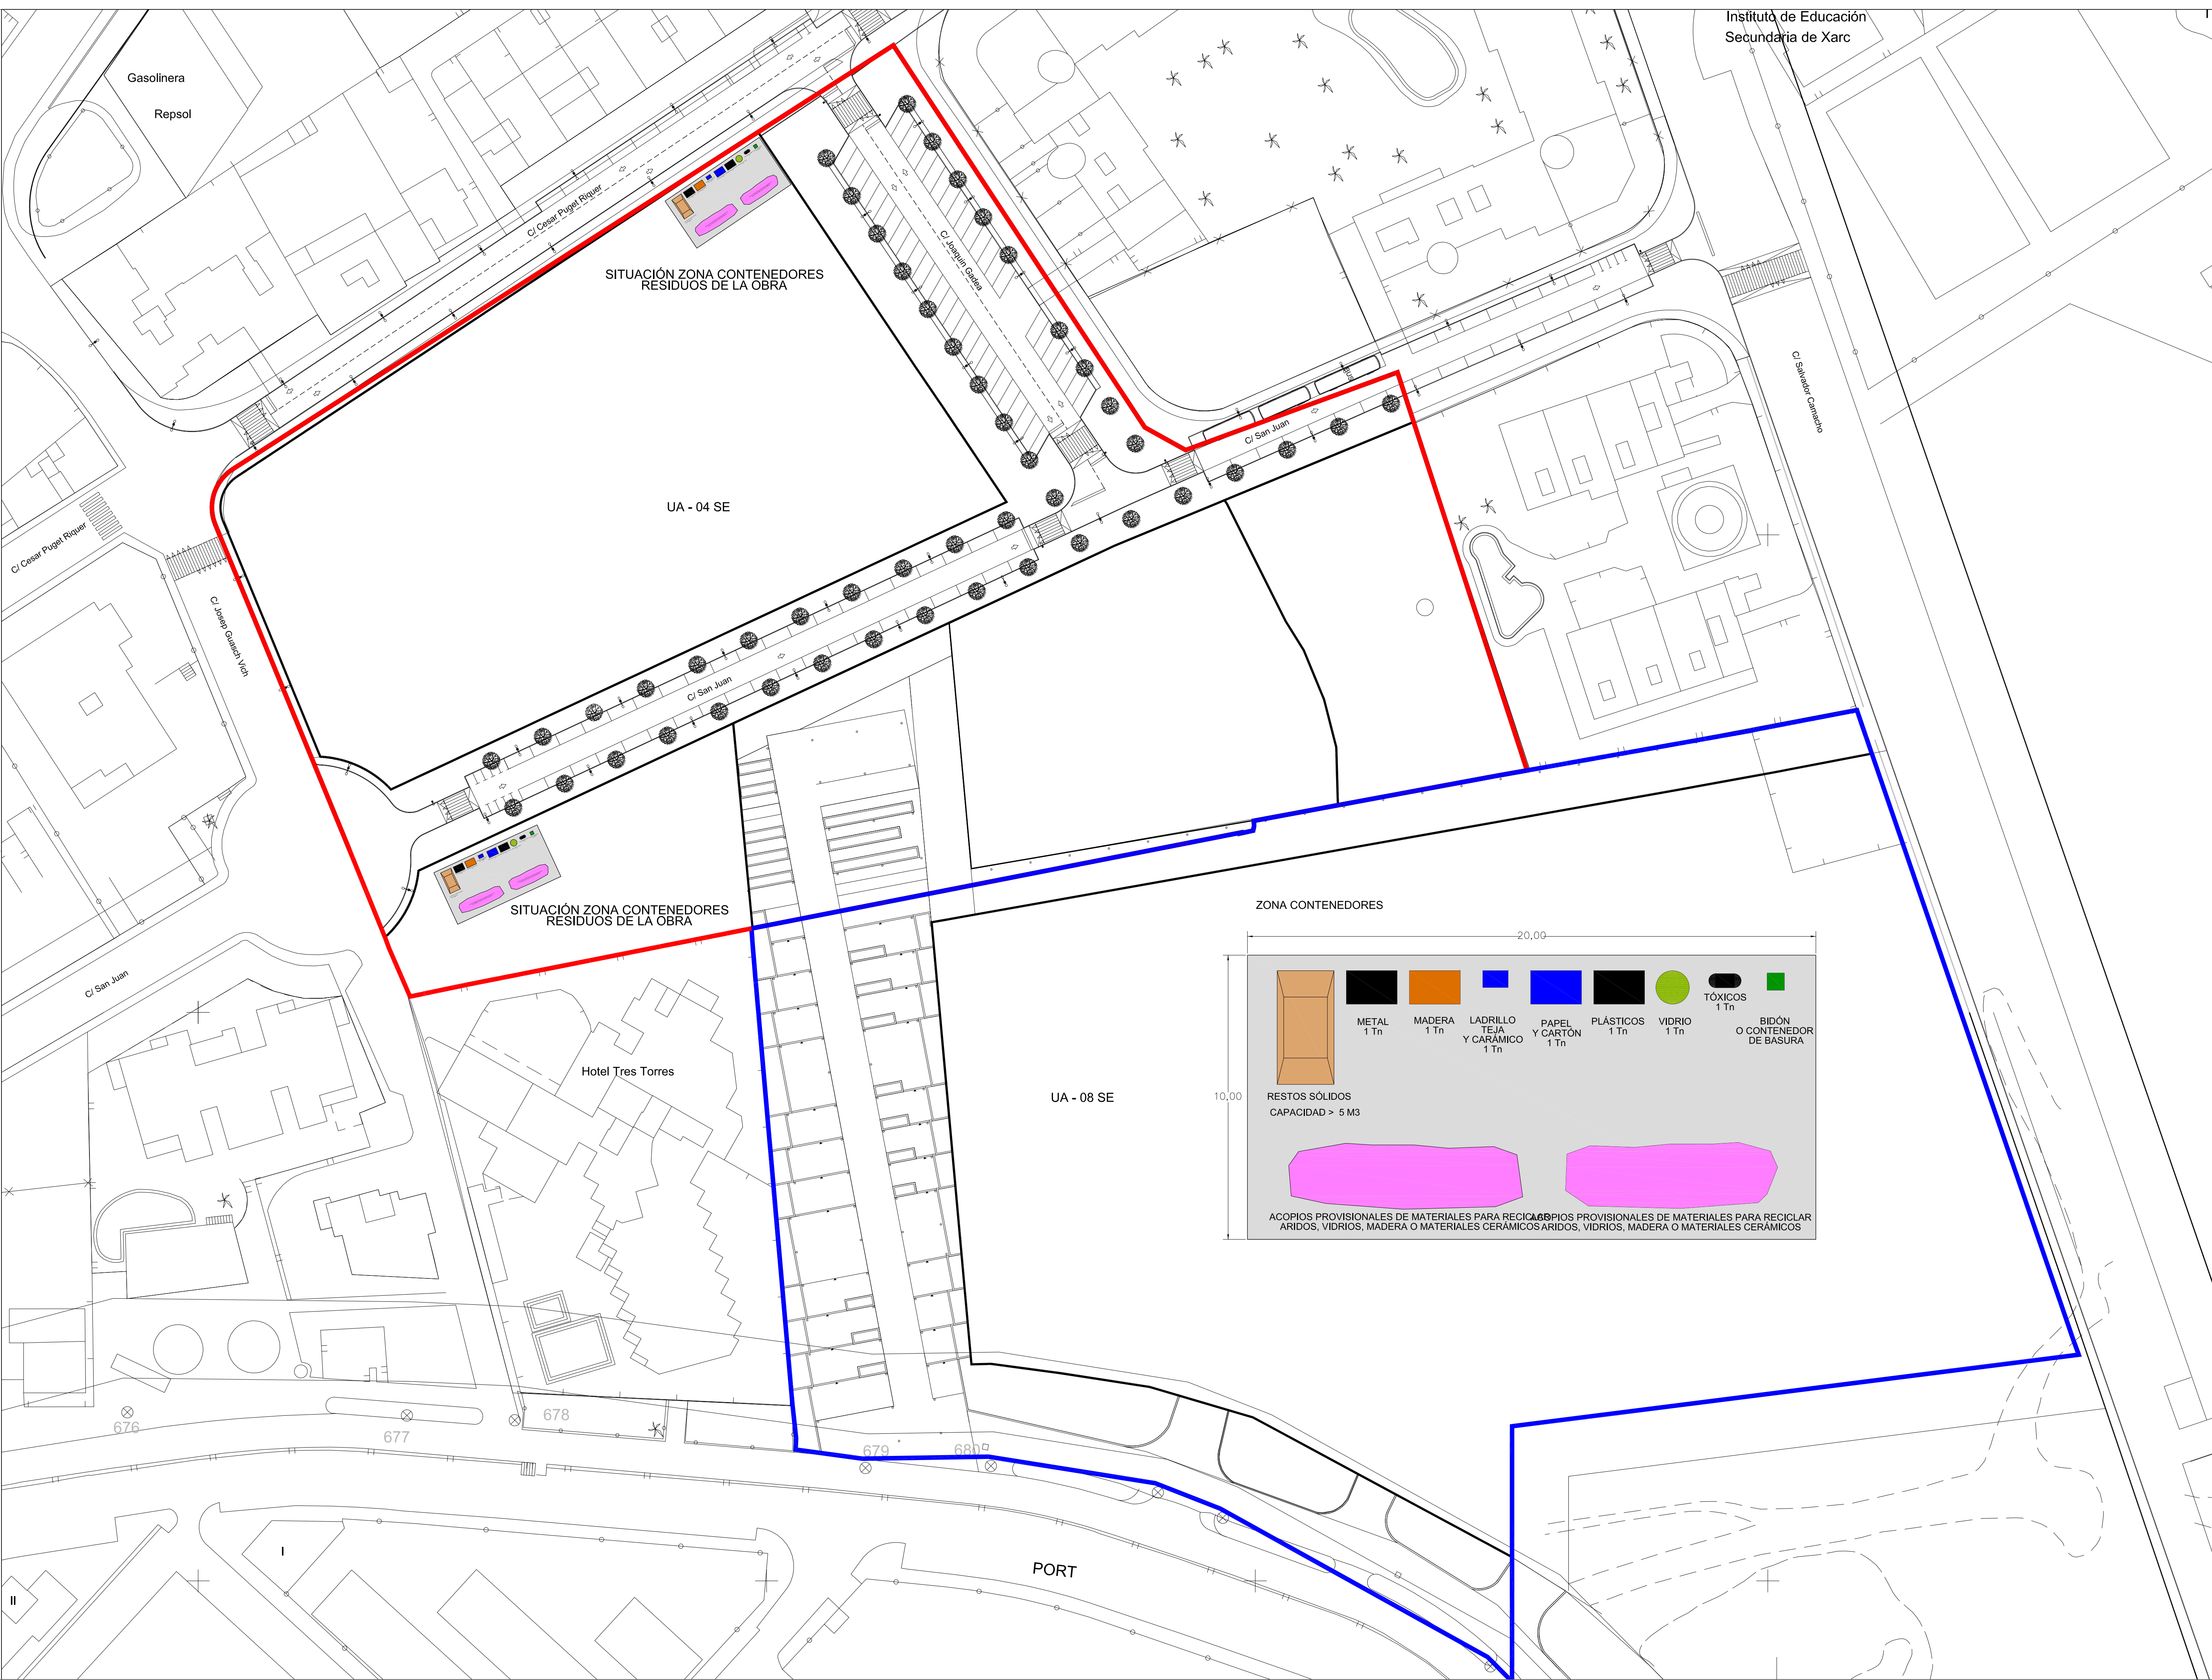 Instituto de Educación
Secundaria de Xarc
Gasolinera
Repsol
C/ Cesar Puget Riquer
C/ Joaquin Gadea
SITUACIÓN ZONA CONTENEDORES
RESIDUOS DE LA OBRA
BUS
C/ San Juan
C/ Salvador Camacho
UA - 04 SE
C/ Cesar Puget Riquer
C/ Josep Guasch Vich
C/ San Juan
SITUACIÓN ZONA CONTENEDORES
RESIDUOS DE LA OBRA
C/ San Juan
Hotel Tres Torres
UA - 08 SE
ZONA CONTENEDORES
20,00
10,00
METAL
1 Tn
MADERA
1 Tn
LADRILLO
TEJA
Y CARÁMICO
1 Tn
PAPEL
Y CARTÓN
1 Tn
PLÁSTICOS
1 Tn
VIDRIO
1 Tn
TÓXICOS
1 Tn
BIDÓN
O CONTENEDOR
DE BASURA
RESTOS SÓLIDOS
CAPACIDAD > 5 M3
ACOPIOS PROVISIONALES DE MATERIALES PARA RECICLAR
ARIDOS, VIDRIOS, MADERA O MATERIALES CERÁMICOS
ACOPIOS PROVISIONALES DE MATERIALES PARA RECICLAR
ARIDOS, VIDRIOS, MADERA O MATERIALES CERÁMICOS
676
677
678
679
680
PORT
I
II